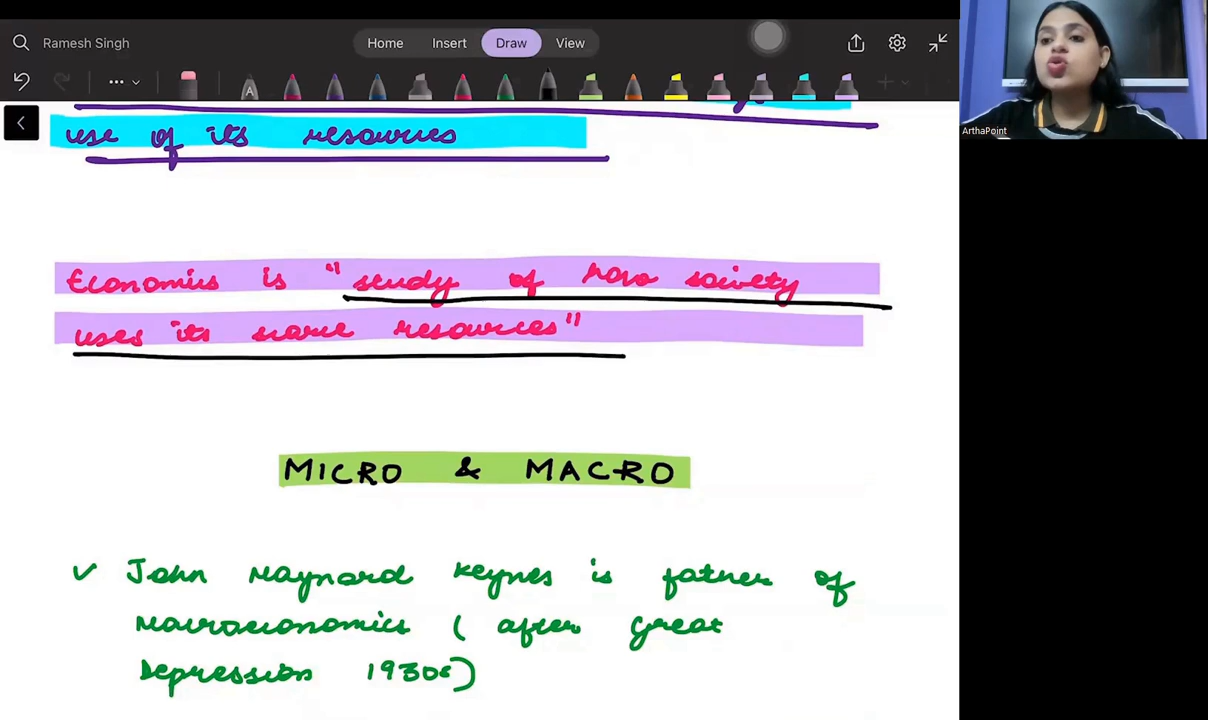 Ramesh Singh
Home Insert Draw View
ArthaPoint
use of its resources
Economics is "study of how society
uses its scarce resources"
MICRO & MACRO
✓ John Maynard Keynes is father of
macroeconomics (after Great
Depression 1930s)